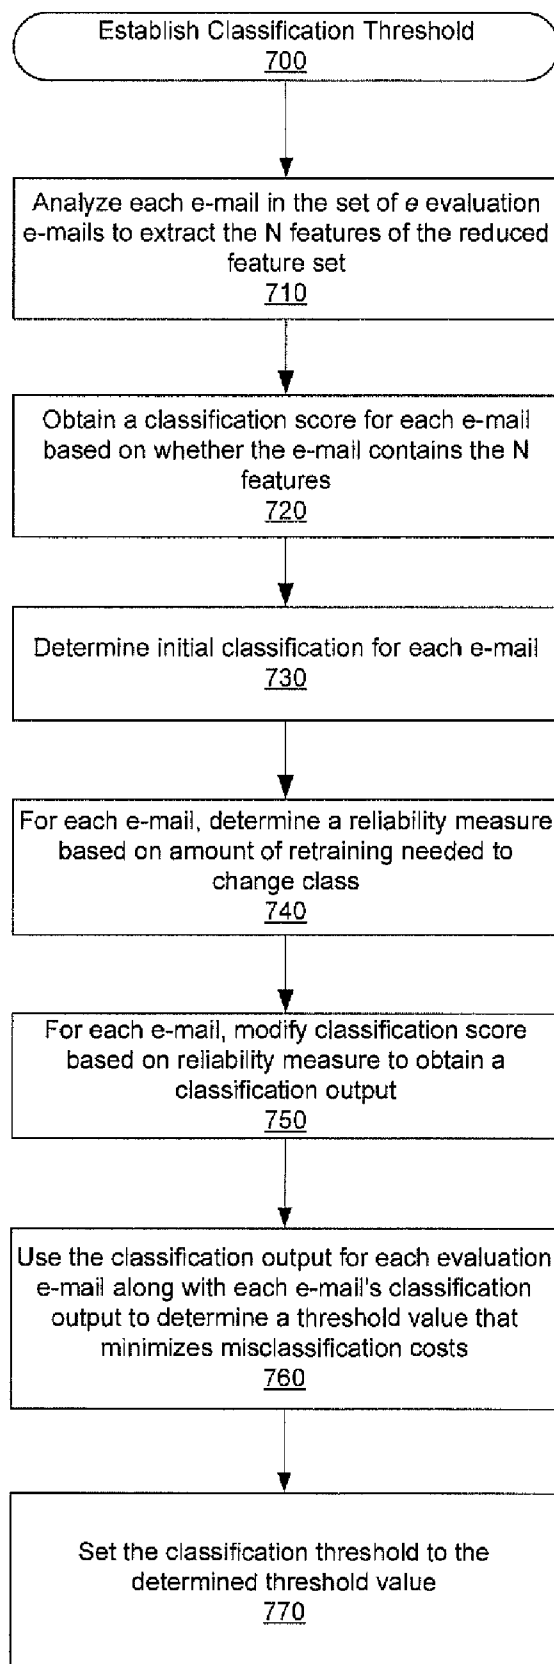 Establish Classification Threshold
700
Analyze each e-mail in the set of e evaluation
e-mails to extract the N features of the reduced
feature set
710
Obtain a classification score for each e-mail
based on whether the e-mail contains the N
features
720
Determine initial classification for each e-mail
730
For each e-mail, determine a reliability measure
based on amount of retraining needed to
change class
740
For each e-mail, modify classification score
based on reliability measure to obtain a
classification output
750
Use the classification output for each evaluation
e-mail along with each e-mail's classification
output to determine a threshold value that
minimizes misclassification costs
760
Set the classification threshold to the
determined threshold value
770